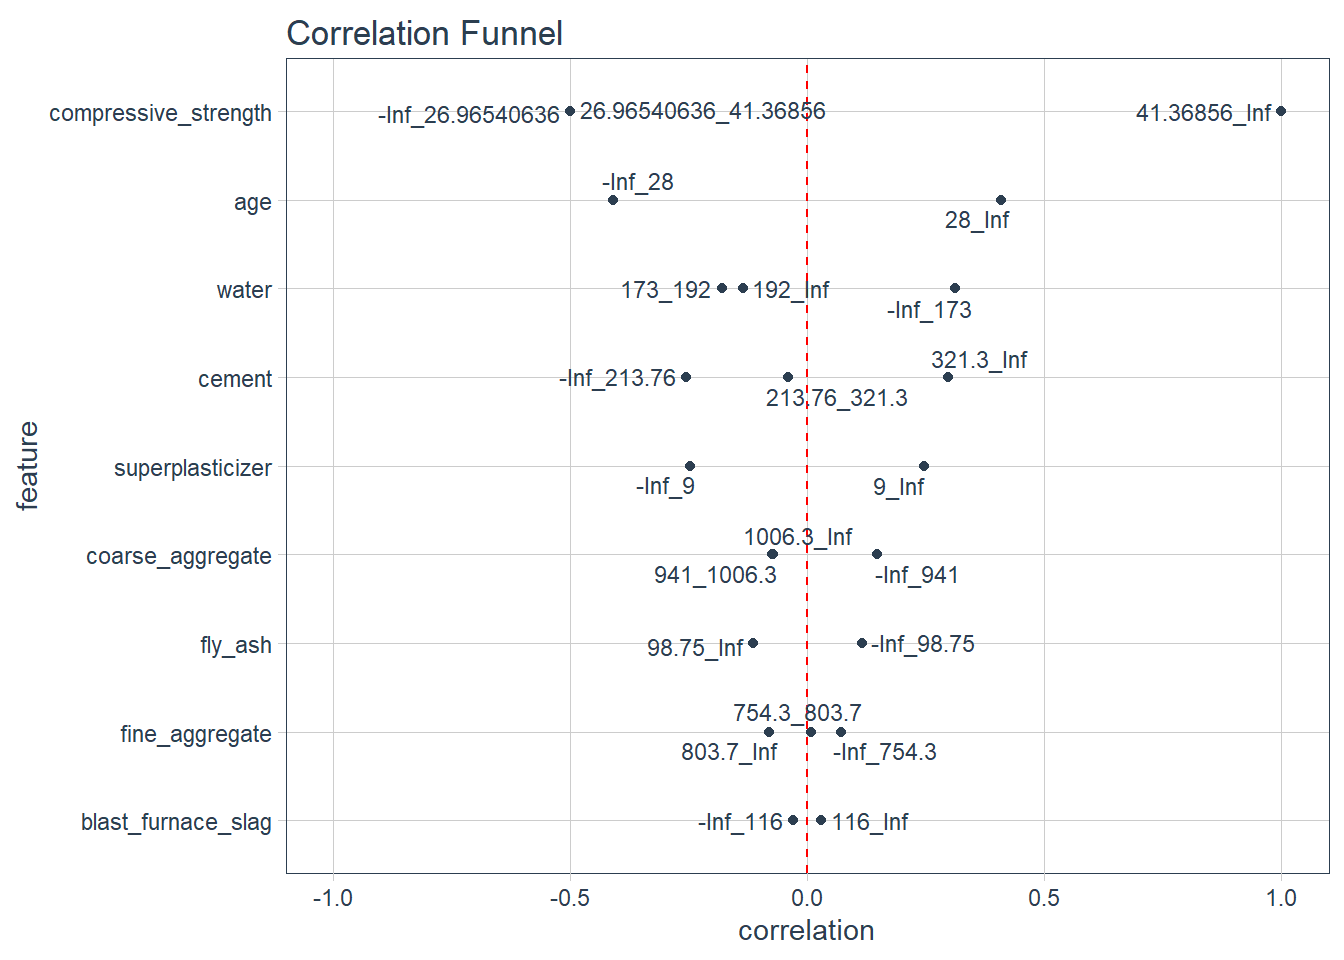 Correlation Funnel
compressive_strength
-Inf_26.96540636
26.96540636_41.36856
41.36856_Inf
age
-Inf_28
28_Inf
water
173_192
192_Inf
-Inf_173
cement
-Inf_213.76
213.76_321.3
321.3_Inf
superplasticizer
-Inf_9
9_Inf
coarse_aggregate
1006.3_Inf
941_1006.3
-Inf_941
fly_ash
98.75_Inf
-Inf_98.75
fine_aggregate
754.3_803.7
803.7_Inf
-Inf_754.3
blast_furnace_slag
-Inf_116
116_Inf
feature
-1.0
-0.5
0.0
0.5
1.0
correlation